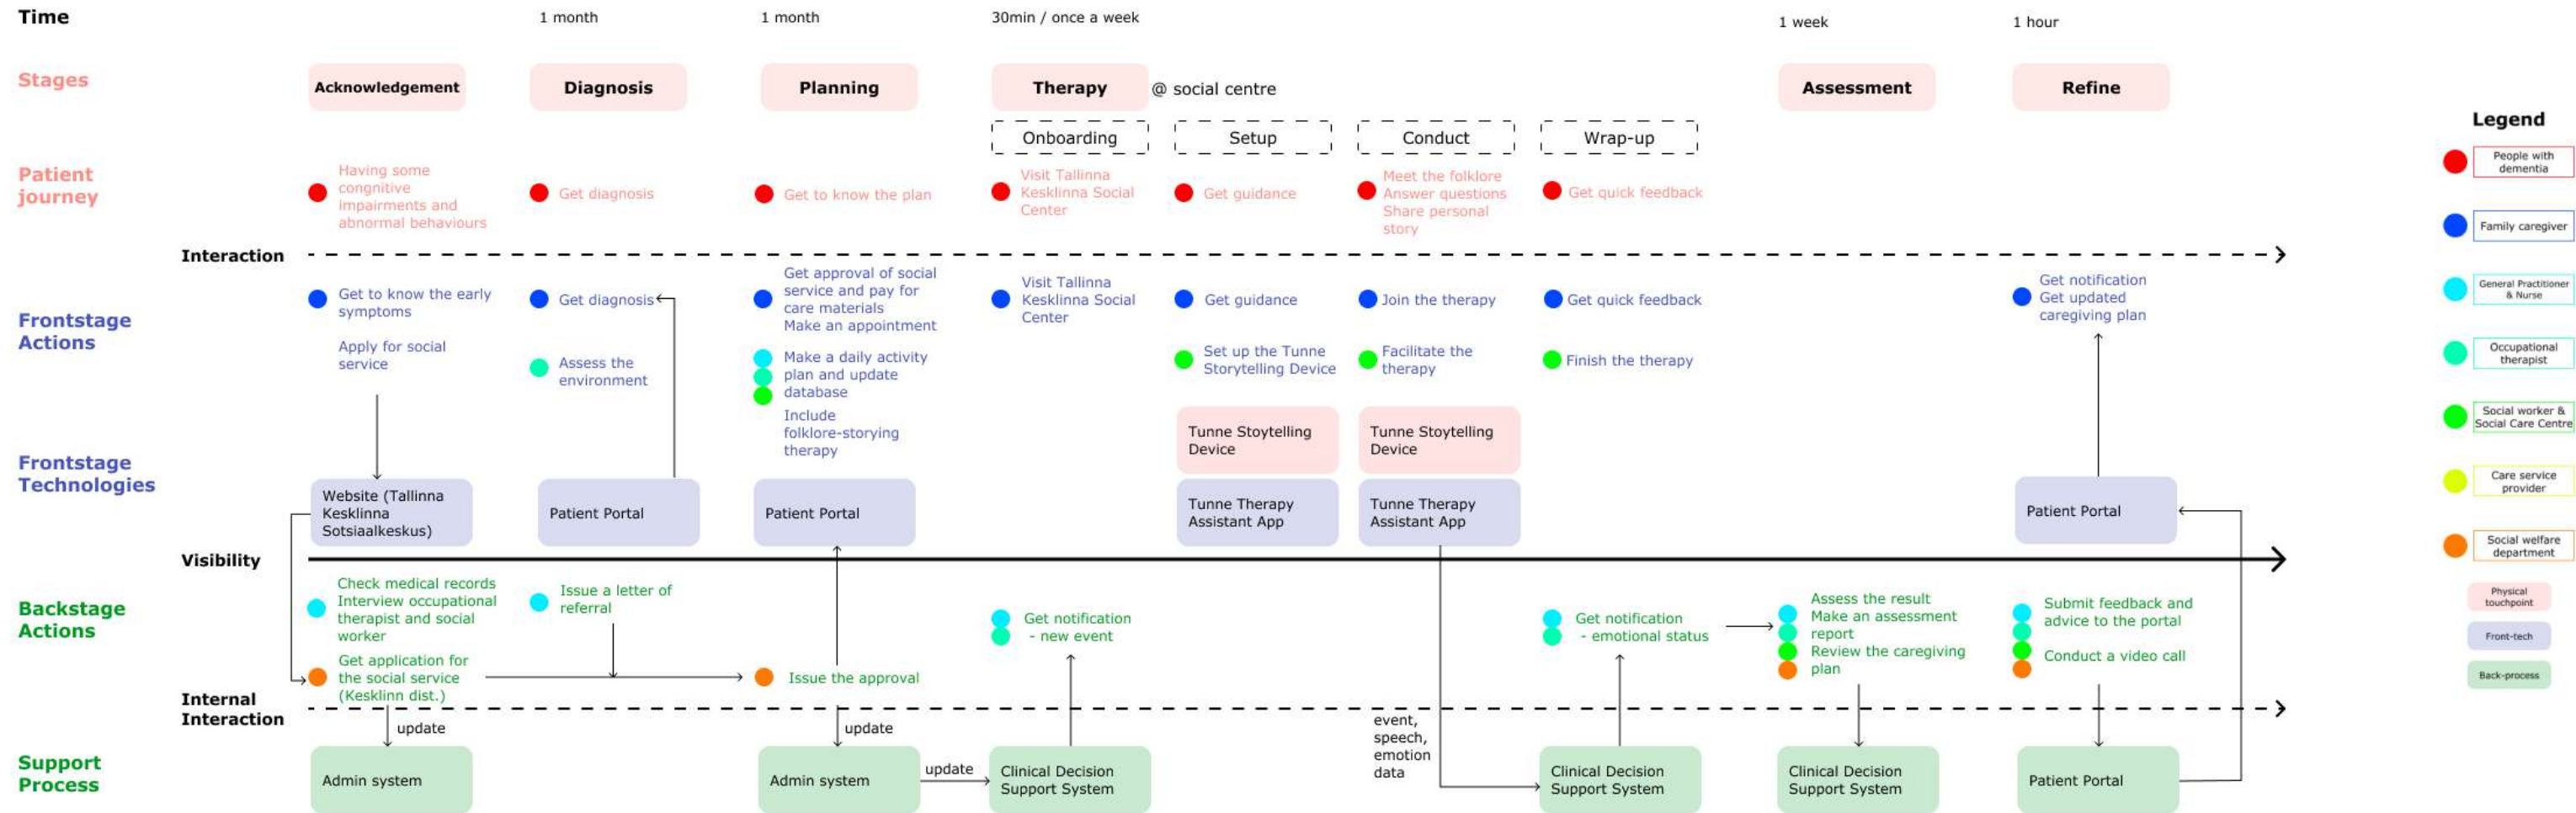 Time
1 month
1 month
30min / once a week
1 week
1 hour
Stages
Acknowledgement
Diagnosis
Planning
Therapy
@ social centre
Assessment
Refine
Onboarding
Setup
Conduct
Wrap-up
Patient
journey
Having some
congnitive
impairments and
abnormal behaviours
Get diagnosis
Get to know the plan
Visit Tallinna
Kesklinna Social
Center
Get guidance
Meet the folklore
Answer questions
Share personal
story
Get quick feedback
Interaction
Frontstage
Actions
Get to know the early
symptoms
Apply for social
service
Get diagnosis
Assess the
environment
Get approval of social
service and pay for
care materials
Make an appointment
Make a daily activity
plan and update
database
Include
folklore-storying
therapy
Visit Tallinna
Kesklinna Social
Center
Get guidance
Set up the Tunne
Storytelling Device
Join the therapy
Facilitate the
therapy
Get quick feedback
Finish the therapy
Get notification
Get updated
caregiving plan
Frontstage
Technologies
Website (Tallinna
Kesklinna
Sotsiaalkeskus)
Patient Portal
Patient Portal
Tunne Stoytelling
Device
Tunne Therapy
Assistant App
Tunne Stoytelling
Device
Tunne Therapy
Assistant App
Patient Portal
Visibility
Backstage
Actions
Check medical records
Interview occupational
therapist and social
worker
Get application for
the social service
(Kesklinn dist.)
Issue a letter of
referral
Issue the approval
Get notification
- new event
Get notification
- emotional status
Assess the result
Make an assessment
report
Review the caregiving
plan
Submit feedback and
advice to the portal
Conduct a video call
Internal
Interaction
update
update
update
event,
speech,
emotion
data
Support
Process
Admin system
Admin system
Clinical Decision
Support System
Clinical Decision
Support System
Clinical Decision
Support System
Patient Portal
Legend
People with
dementia
Family caregiver
General Practitioner
& Nurse
Occupational
therapist
Social worker &
Social Care Centre
Care service
provider
Social welfare
department
Physical
touchpoint
Front-tech
Back-process